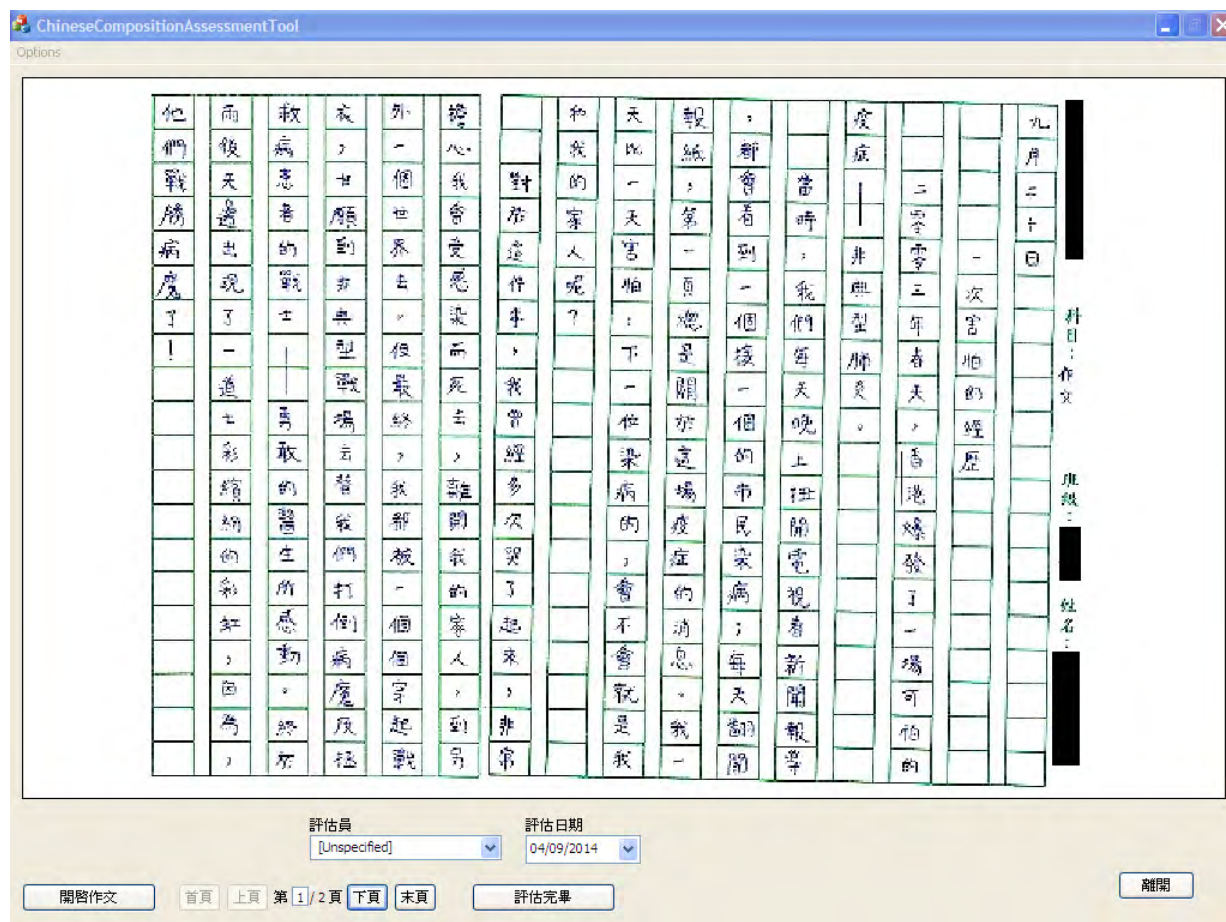 ChineseCompositionAssessmentTool
Options
科目：作文 班級： 姓名：
九月二十日
一次害怕的經歷
二零零三年春天，香港爆發了一場可怕的
疫症——非典型肺炎。
當時，我們每天晚上扭開電視看新聞報導
，都會看到一個接一個的市民染病；每天翻開
報紙，第一頁總是關於這場疫症的消息。我一
天比一天害怕：下一位染病的，會不會就是我
和我的家人呢？
對於這件事，我曾經多次哭了起來，非常
擔心我會受感染而死去，離開我的家人，到另
外一個世界去。但最終，我都被一個個穿起戰
衣，甘願到非典型戰場去替我們打倒病魔及拯
救病患者的戰士——勇敢的醫生所感動。終於
雨後天邊出現了一道七彩繽紛的彩虹，因為，
他們戰勝病魔了！
評估員 評估日期
[Unspecified] 04/09/2014
離開
開啓作文 首頁 上頁 第 1 / 2 頁 下頁 末頁 評估完畢